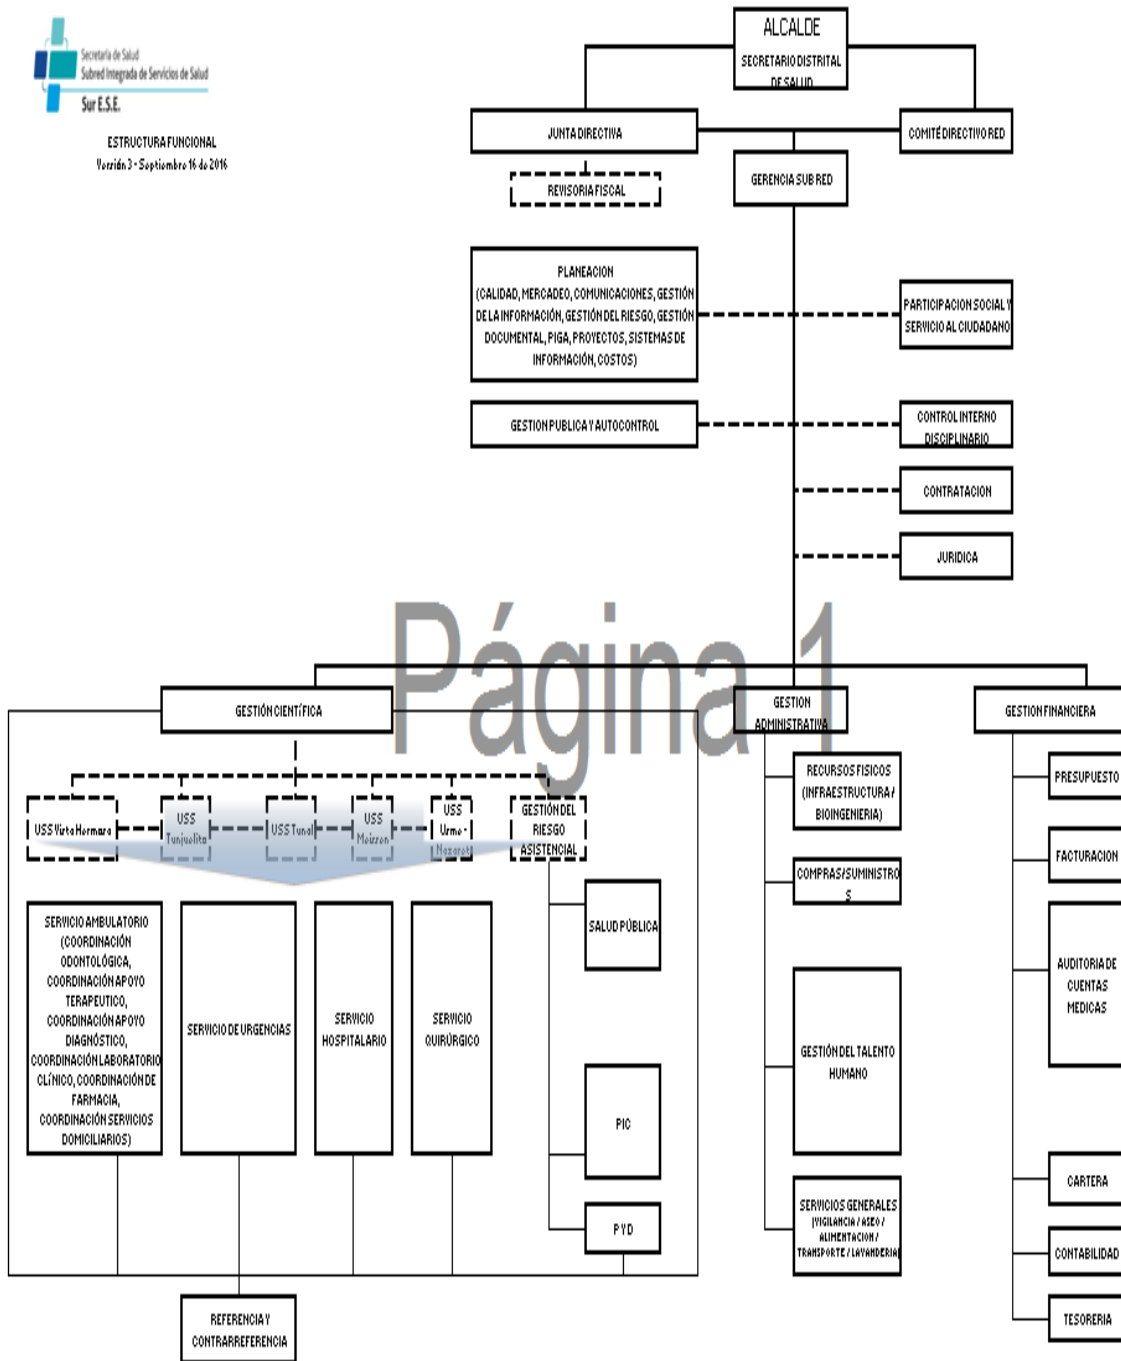 Secretaría de Salud
Subred Integrada de Servicios de Salud
Sur E.S.E.
ESTRUCTURA FUNCIONAL
Versión 3 - Septiembre 16 de 2016
ALCALDE
SECRETARIO DISTRITAL
DE SALUD
JUNTA DIRECTIVA
COMITÉ DIRECTIVO RED
REVISORIA FISCAL
GERENCIA SUB RED
PLANEACION
(CALIDAD, MERCADEO, COMUNICACIONES, GESTIÓN
DE LA INFORMACIÓN, GESTIÓN DEL RIESGO, GESTIÓN
DOCUMENTAL, PIGA, PROYECTOS, SISTEMAS DE
INFORMACIÓN, COSTOS)
PARTICIPACION SOCIAL Y
SERVICIO AL CIUDADANO
GESTION PUBLICA Y AUTOCONTROL
CONTROL INTERNO
DISCIPLINARIO
CONTRATACION
JURIDICA
Página 1
GESTIÓN CIENTÍFICA
GESTION
ADMINISTRATIVA
GESTION FINANCIERA
USS Vista Hermosa
USS
Tunjuelito
USS Tunal
USS
Meissen
USS
Usme -
Nazaret
GESTIÓN DEL
RIESGO
ASISTENCIAL
RECURSOS FISICOS
(INFRAESTRUCTURA /
BIOINGENIERIA)
PRESUPUESTO
COMPRAS/SUMINISTRO
S
FACTURACION
SERVICIO AMBULATORIO
(COORDINACIÓN
ODONTOLÓGICA,
COORDINACIÓN APOYO
TERAPEUTICO,
COORDINACIÓN APOYO
DIAGNÓSTICO,
COORDINACIÓN LABORATORIO
CLÍNICO, COORDINACIÓN DE
FARMACIA,
COORDINACIÓN SERVICIOS
DOMICILIARIOS)
SERVICIO DE URGENCIAS
SERVICIO
HOSPITALARIO
SERVICIO
QUIRÚRGICO
SALUD PÚBLICA
AUDITORIA DE
CUENTAS
MEDICAS
GESTIÓN DEL TALENTO
HUMANO
PIC
CARTERA
P Y D
SERVICIOS GENERALES
(VIGILANCIA / ASEO /
ALIMENTACION /
TRANSPORTE / LAVANDERIA)
CONTABILIDAD
TESORERIA
REFERENCIA Y
CONTRARREFERENCIA